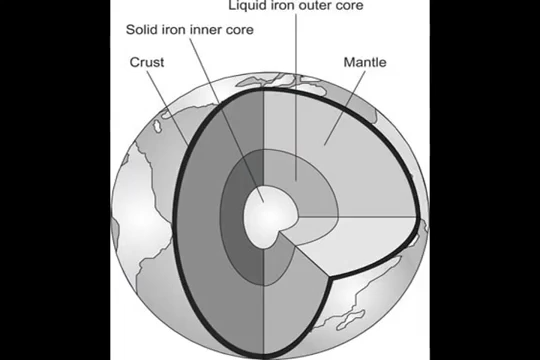 Liquid iron outer core
Solid iron inner core
Crust
Mantle